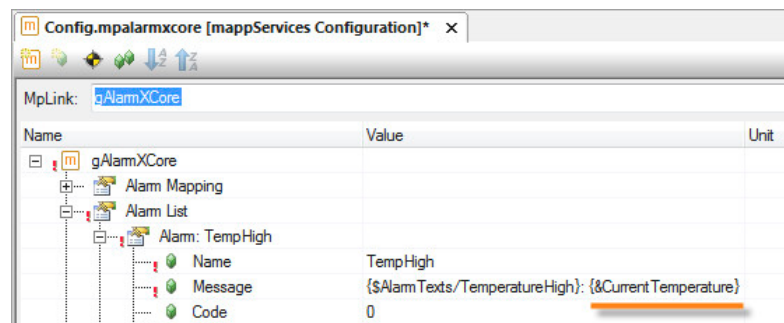 Config.mpalarmxcore [mappServices Configuration]* x
MpLink: gAlarmXCore
Name Value Unit
gAlarmXCore
Alarm Mapping
Alarm List
Alarm: TempHigh
Name TempHigh
Message {$AlarmTexts/TemperatureHigh}: {&CurrentTemperature}
Code 0